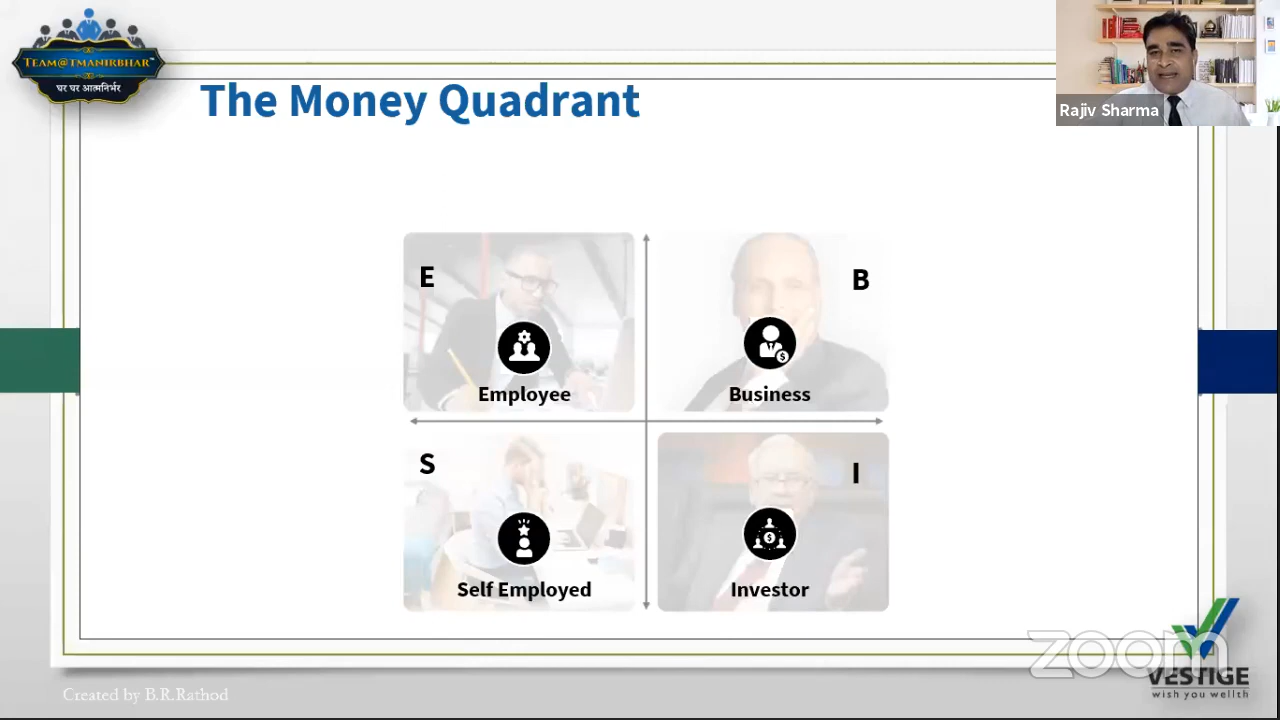 TEAM@TMANIRBHAR™
घर घर आत्मनिर्भर
The Money Quadrant
Rajiv Sharma
E
B
Employee
Business
S
I
Self Employed
Investor
zoom
VESTIGE
wish you wellth
Created by B.R.Rathod